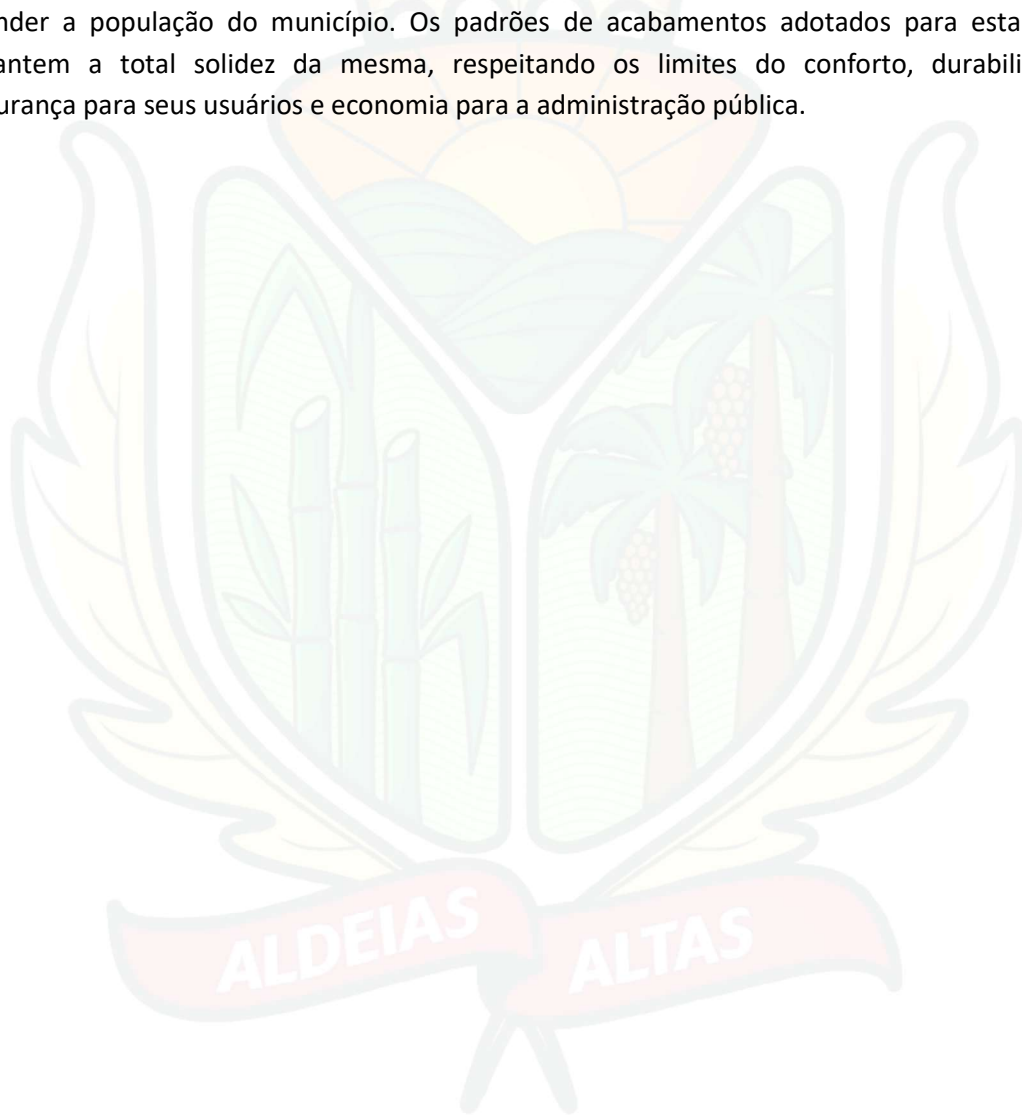 nder a população do município. Os padrões de acabamentos adotados para esta
antem a total solidez da mesma, respeitando os limites do conforto, durabili
urança para seus usuários e economia para a administração pública.
ALDEIAS ALTAS